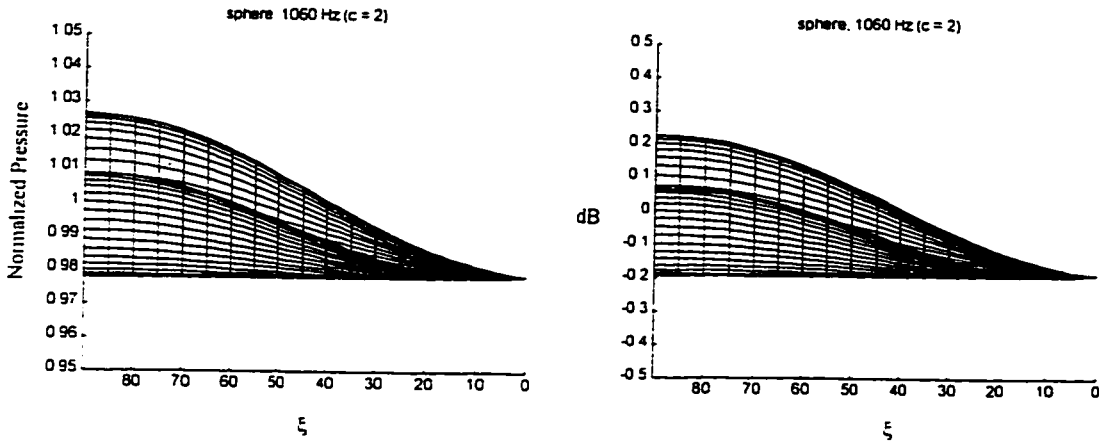 sphere 1060 Hz (c = 2)
Normalized Pressure
1 05
1 04
1 03
1 02
1 01
1
0 99
0 98
0 97
0 96
0 95
80 70 60 50 40 30 20 10 0
ξ
sphere. 1060 Hz (c = 2)
dB
0 5
0 4
0 3
0 2
0 1
0
-0 1
-0 2
-0 3
-0 4
-0 5
80 70 60 50 40 30 20 10 0
ξ